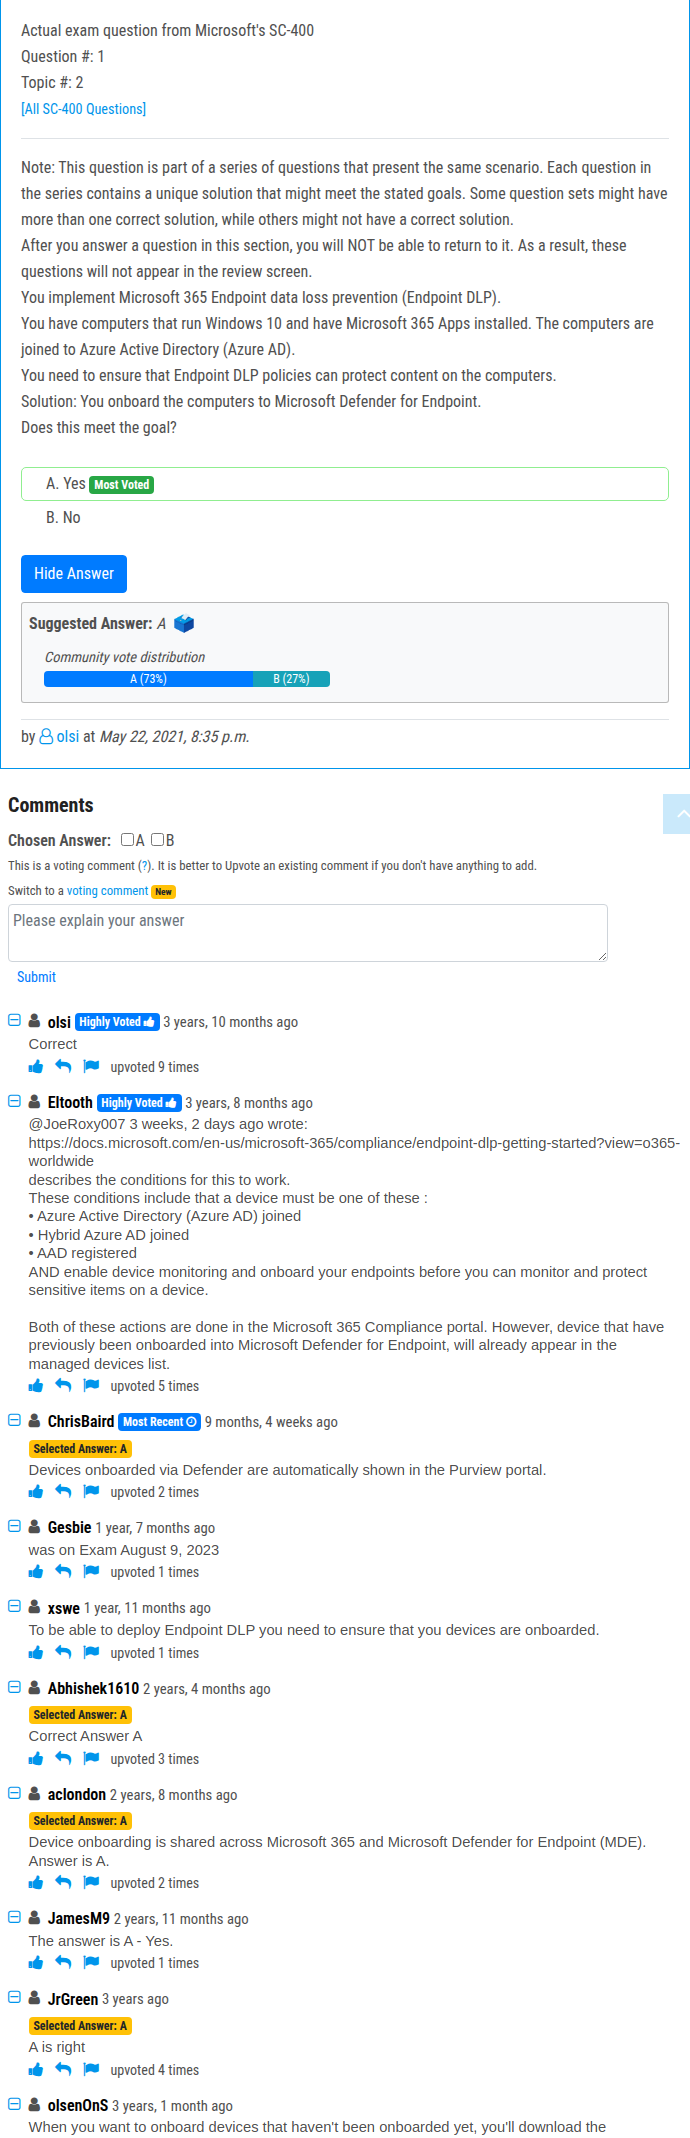 Actual exam question from Microsoft's SC-400
Question #: 1
Topic #: 2
[All SC-400 Questions]
Note: This question is part of a series of questions that present the same scenario. Each question in
the series contains a unique solution that might meet the stated goals. Some question sets might have
more than one correct solution, while others might not have a correct solution.
After you answer a question in this section, you will NOT be able to return to it. As a result, these
questions will not appear in the review screen.
You implement Microsoft 365 Endpoint data loss prevention (Endpoint DLP).
You have computers that run Windows 10 and have Microsoft 365 Apps installed. The computers are
joined to Azure Active Directory (Azure AD).
You need to ensure that Endpoint DLP policies can protect content on the computers.
Solution: You onboard the computers to Microsoft Defender for Endpoint.
Does this meet the goal?
A. Yes Most Voted
B. No
Hide Answer
Suggested Answer: A
Community vote distribution
A (73%) B (27%)
by olsi at May 22, 2021, 8:35 p.m.
Comments
Chosen Answer: A B
This is a voting comment (?). It is better to Upvote an existing comment if you don't have anything to add.
Switch to a voting comment New
Please explain your answer
Submit
olsi Highly Voted 3 years, 10 months ago
Correct
upvoted 9 times
Eltooth Highly Voted 3 years, 8 months ago
@JoeRoxy007 3 weeks, 2 days ago wrote:
https://docs.microsoft.com/en-us/microsoft-365/compliance/endpoint-dlp-getting-started?view=o365-
worldwide
describes the conditions for this to work.
These conditions include that a device must be one of these :
• Azure Active Directory (Azure AD) joined
• Hybrid Azure AD joined
• AAD registered
AND enable device monitoring and onboard your endpoints before you can monitor and protect
sensitive items on a device.
Both of these actions are done in the Microsoft 365 Compliance portal. However, device that have
previously been onboarded into Microsoft Defender for Endpoint, will already appear in the
managed devices list.
upvoted 5 times
ChrisBaird Most Recent 9 months, 4 weeks ago
Selected Answer: A
Devices onboarded via Defender are automatically shown in the Purview portal.
upvoted 2 times
Gesbie 1 year, 7 months ago
was on Exam August 9, 2023
upvoted 1 times
xswe 1 year, 11 months ago
To be able to deploy Endpoint DLP you need to ensure that you devices are onboarded.
upvoted 1 times
Abhishek1610 2 years, 4 months ago
Selected Answer: A
Correct Answer A
upvoted 3 times
aclondon 2 years, 8 months ago
Selected Answer: A
Device onboarding is shared across Microsoft 365 and Microsoft Defender for Endpoint (MDE).
Answer is A.
upvoted 2 times
JamesM9 2 years, 11 months ago
The answer is A - Yes.
upvoted 1 times
JrGreen 3 years ago
Selected Answer: A
A is right
upvoted 4 times
olsenOnS 3 years, 1 month ago
When you want to onboard devices that haven't been onboarded yet, you'll download the